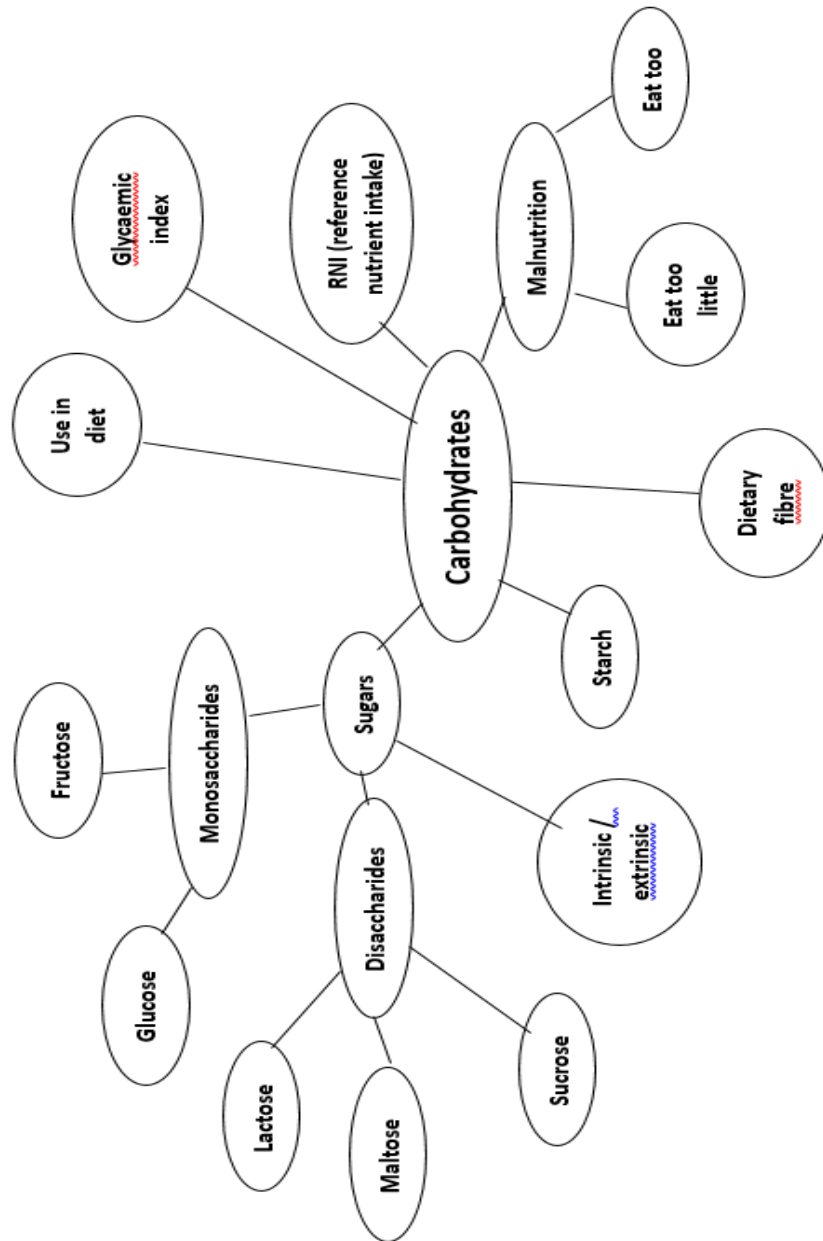 Fructose
Use in
diet
Glucose
Glycaemic
index
Monosaccharides
Lactose
RNI (reference
nutrient intake)
Sugars
Disaccharides
Maltose
Carbohydrates
Malnutrition
Sucrose
Starch
Intrinsic /
extrinsic
Eat too
Eat too
little
Dietary
fibre